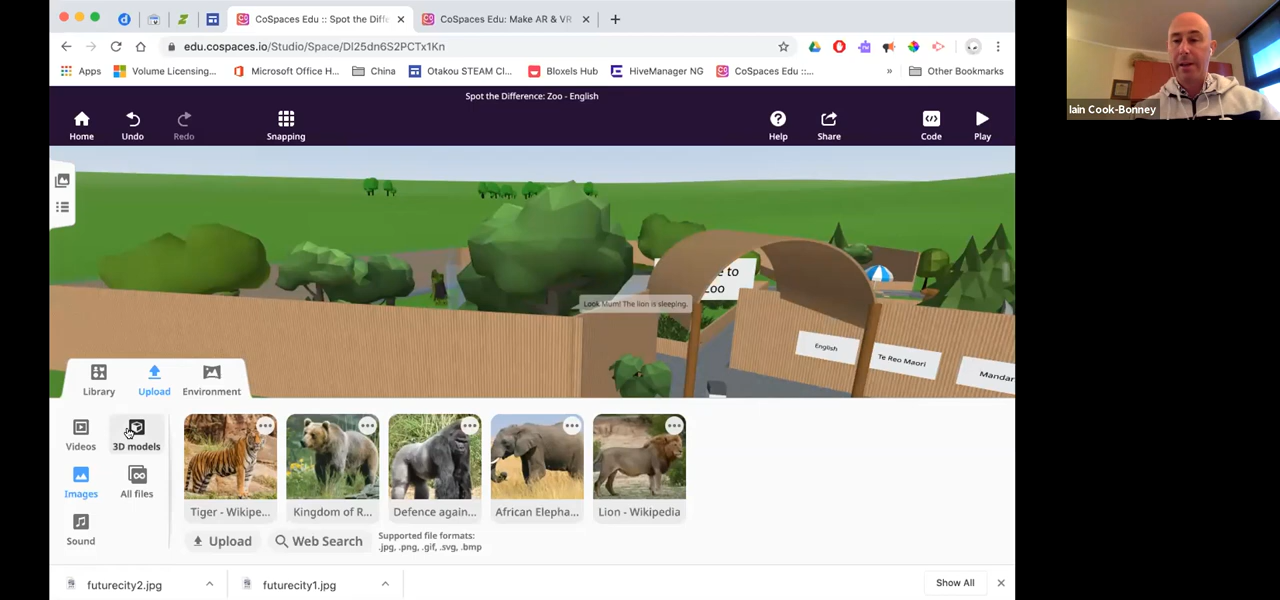 CoSpaces Edu :: Spot the Diffe
CoSpaces Edu: Make AR & VR
edu.cospaces.io/Studio/Space/DI25dn6S2PCTx1Kn
Apps
Volume Licensing...
Microsoft Office H...
China
Otakou STEAM Cl...
Bloxels Hub
HiveManager NG
CoSpaces Edu ::...
»
Other Bookmarks
Iain Cook-Bonney
Spot the Difference: Zoo - English
Home
Undo
Redo
Snapping
Help
Share
Code
Play
e to
Zoo
Look Mum! The lion is sleeping.
English
Te Reo Maori
Mandar
Library
Upload
Environment
Videos
3D models
Images
All files
Sound
Tiger - Wikipe...
Kingdom of R...
Defence again...
African Elepha...
Lion - Wikipedia
Upload
Web Search
Supported file formats:
.jpg, .png, .gif, .svg, .bmp
futurecity2.jpg
futurecity1.jpg
Show All